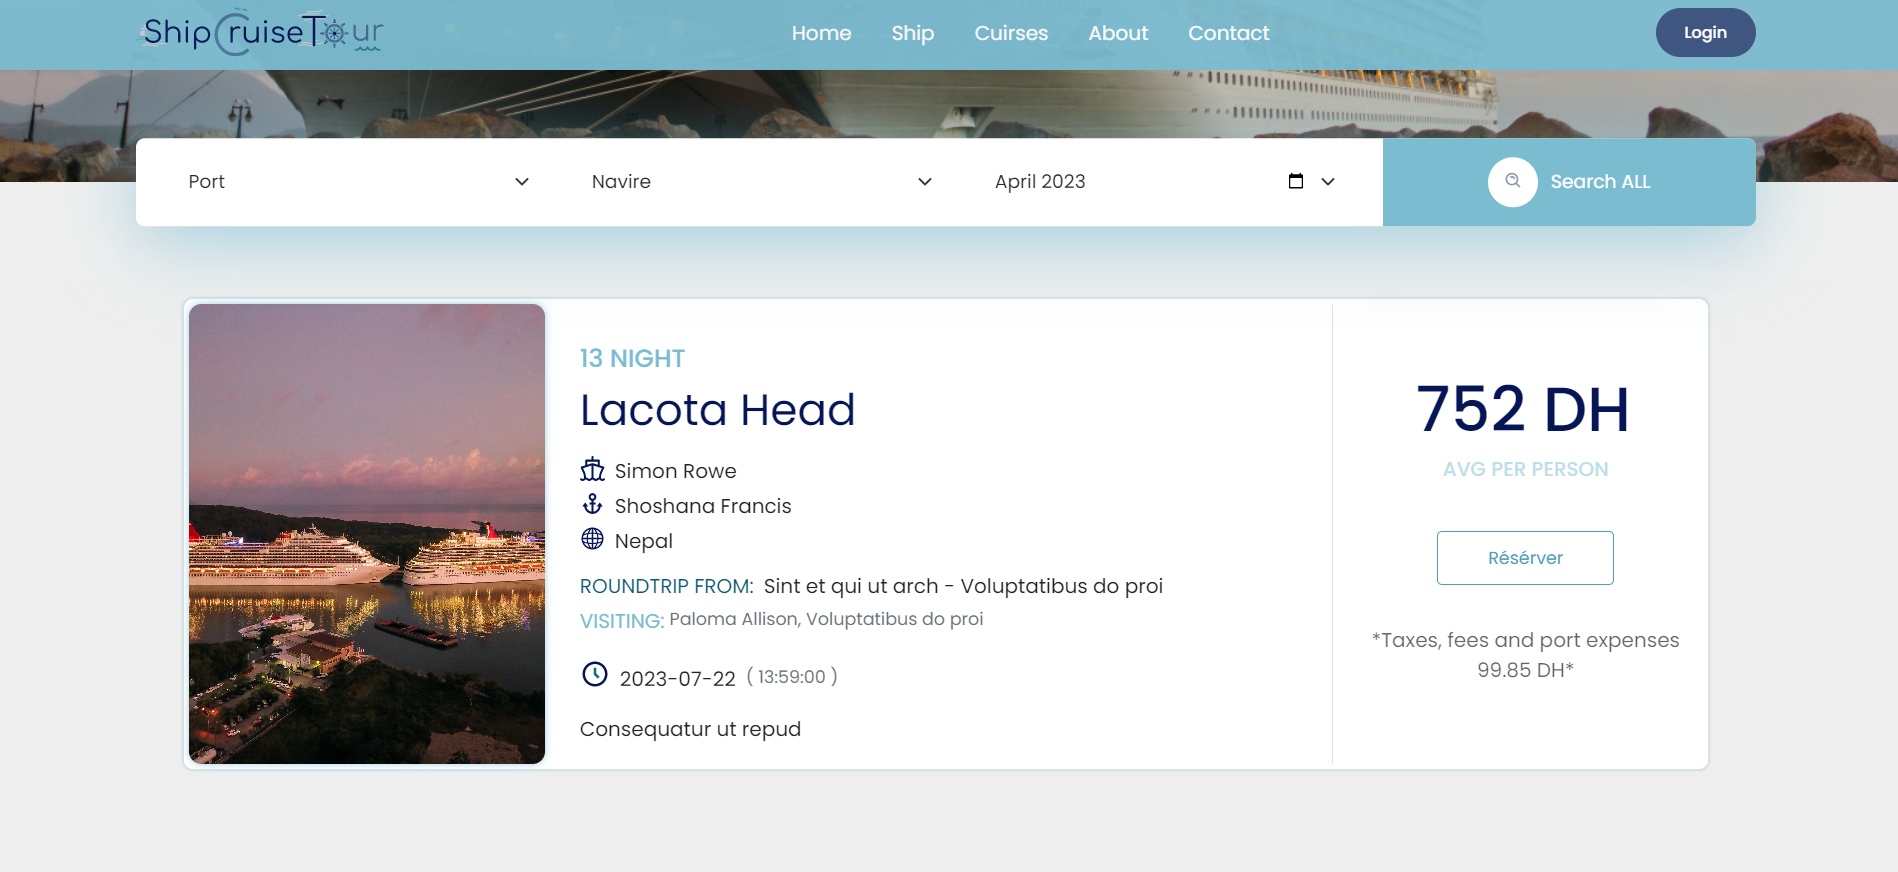 ShipCruiseTour
Home Ship Cuirses About Contact
Login
Port Navire April 2023 Search ALL
13 NIGHT
Lacota Head
Simon Rowe
Shoshana Francis
Nepal
ROUNDTRIP FROM: Sint et qui ut arch - Voluptatibus do proi
VISITING: Paloma Allison, Voluptatibus do proi
2023-07-22 ( 13:59:00 )
Consequatur ut repud
752 DH
AVG PER PERSON
Résérver
*Taxes, fees and port expenses
99.85 DH*